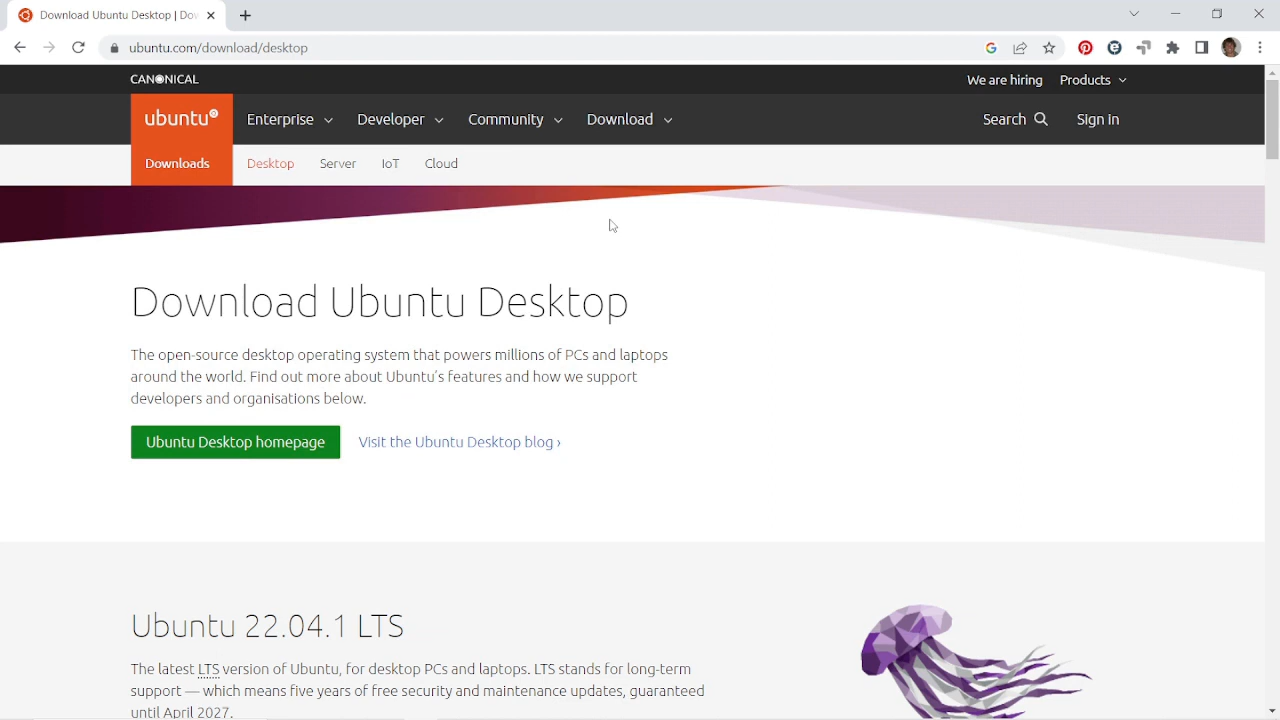 Download Ubuntu Desktop | Dov
ubuntu.com/download/desktop
CANONICAL
We are hiring
Products
ubuntu
Enterprise
Developer
Community
Download
Search
Sign in
Downloads
Desktop
Server
IoT
Cloud
Download Ubuntu Desktop
The open-source desktop operating system that powers millions of PCs and laptops
around the world. Find out more about Ubuntu's features and how we support
developers and organisations below.
Ubuntu Desktop homepage
Visit the Ubuntu Desktop blog ›
Ubuntu 22.04.1 LTS
The latest LTS version of Ubuntu, for desktop PCs and laptops. LTS stands for long-term
support — which means five years of free security and maintenance updates, guaranteed
until April 2027.